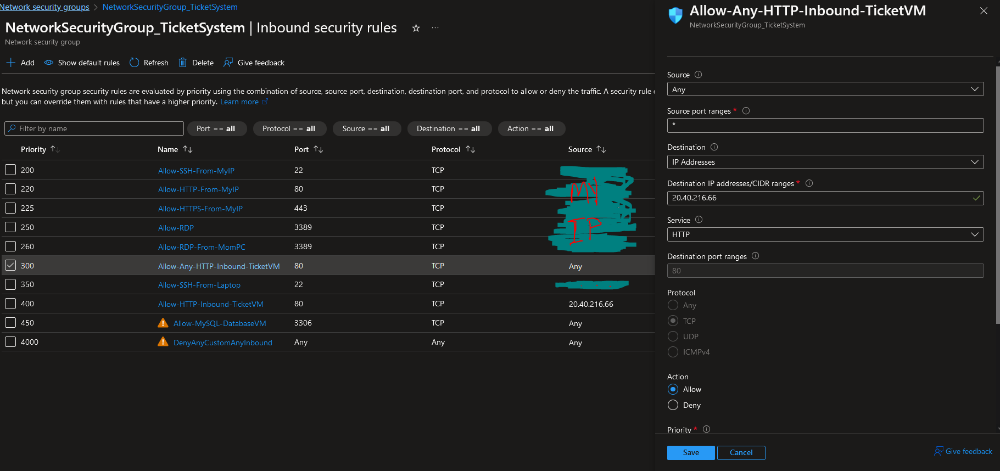 Network security groups > NetworkSecurityGroup_TicketSystem
NetworkSecurityGroup_TicketSystem | Inbound security rules
Network security group
Add
Show default rules
Refresh
Delete
Give feedback
Network security group security rules are evaluated by priority using the combination of source, source port, destination, destination port, and protocol to allow or deny the traffic. A security rule
but you can override them with rules that have a higher priority. Learn more
Filter by name
Port == all
Protocol == all
Source == all
Destination == all
Action == all
Priority Name Port Protocol Source
200 Allow-SSH-From-MyIP 22 TCP
220 Allow-HTTP-From-MyIP 80 TCP
225 Allow-HTTPS-From-MyIP 443 TCP
250 Allow-RDP 3389 TCP
260 Allow-RDP-From-MomPC 3389 TCP
MY
IP
300 Allow-Any-HTTP-Inbound-TicketVM 80 TCP Any
350 Allow-SSH-From-Laptop 22 TCP
400 Allow-HTTP-Inbound-TicketVM 80 TCP 20.40.216.66
450 Allow-MySQL-DatabaseVM 3306 TCP Any
4000 DenyAnyCustomAnyInbound Any Any Any
Allow-Any-HTTP-Inbound-TicketVM
NetworkSecurityGroup_TicketSystem
Source
Any
Source port ranges *
*
Destination
IP Addresses
Destination IP addresses/CIDR ranges *
20.40.216.66
Service
HTTP
Destination port ranges
80
Protocol
Any
TCP
UDP
ICMPv4
Action
Allow
Deny
Priority *
Save
Cancel
Give feedback